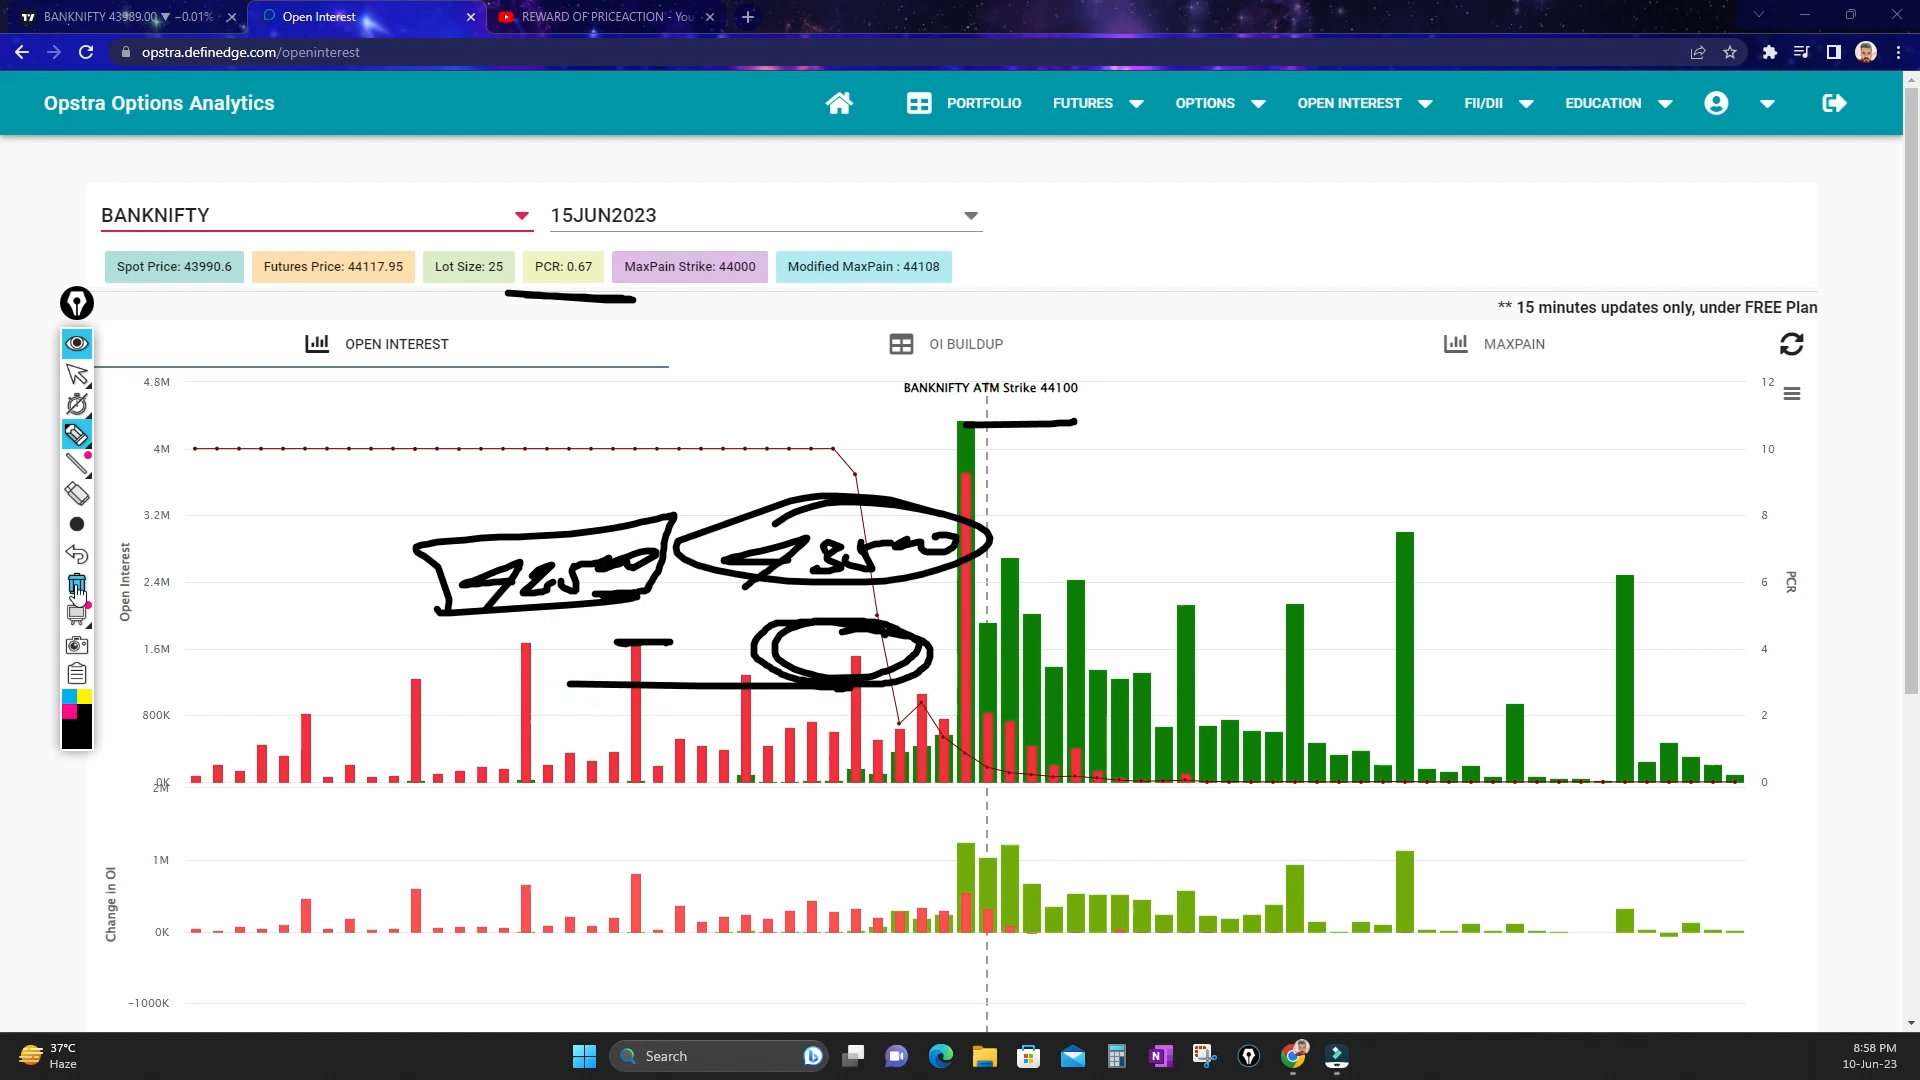 BANKNIFTY 43989.00 ▼ −0.01%
Open Interest
REWARD OF PRICEACTION - You
opstra.definedge.com/openinterest
Opstra Options Analytics
PORTFOLIO
FUTURES
OPTIONS
OPEN INTEREST
FII/DII
EDUCATION
BANKNIFTY
15JUN2023
Spot Price: 43990.6
Futures Price: 44117.95
Lot Size: 25
PCR: 0.67
MaxPain Strike: 44000
Modified MaxPain : 44108
** 15 minutes updates only, under FREE Plan
OPEN INTEREST
OI BUILDUP
MAXPAIN
BANKNIFTY ATM Strike 44100
4.8M
4M
3.2M
2.4M
1.6M
800K
0K
12
10
8
6
4
2
0
Open Interest
PCR
42500
43500
2M
1M
0K
−1000K
Change in OI
37°C
Haze
Search
8:58 PM
10-Jun-23